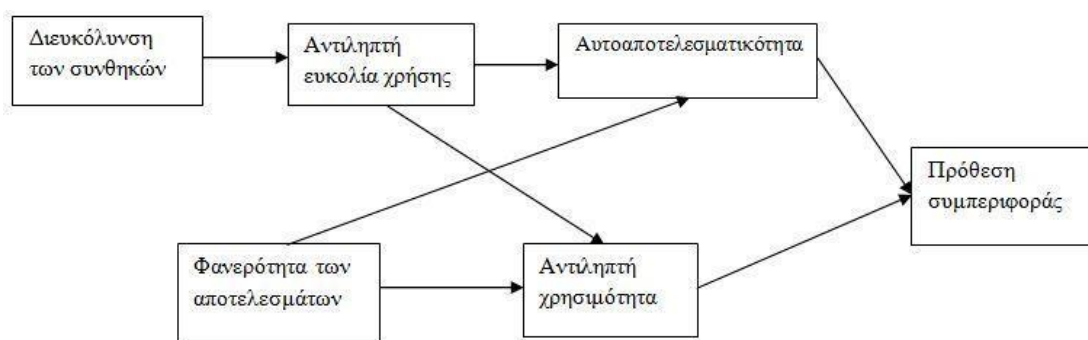 Διευκόλυνση
των συνθηκών
Αντιληπτή
ευκολία χρήσης
Αυτοαποτελεσματικότητα
Πρόθεση
συμπεριφοράς
Φανερότητα των
αποτελεσμάτων
Αντιληπτή
χρησιμότητα